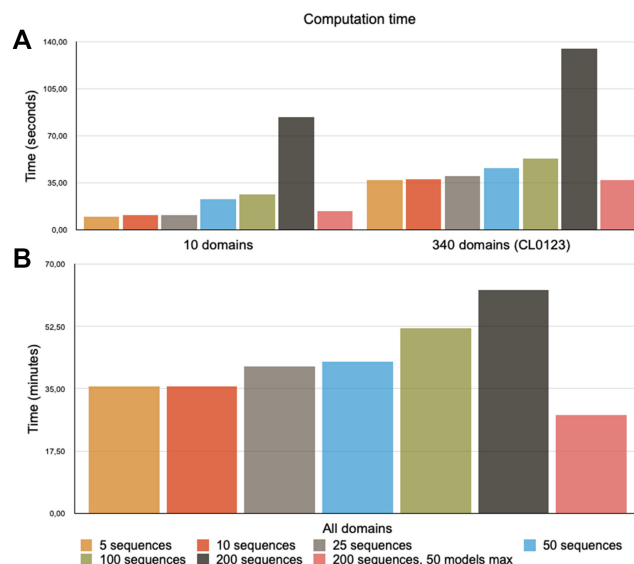 Computation time
A
Time (seconds)
140,00
105,00
70,00
35,00
0,00
10 domains
340 domains (CL0123)
B
Time (minutes)
70,00
52,50
35,00
17,50
0,00
All domains
5 sequences
10 sequences
25 sequences
50 sequences
100 sequences
200 sequences
200 sequences, 50 models max